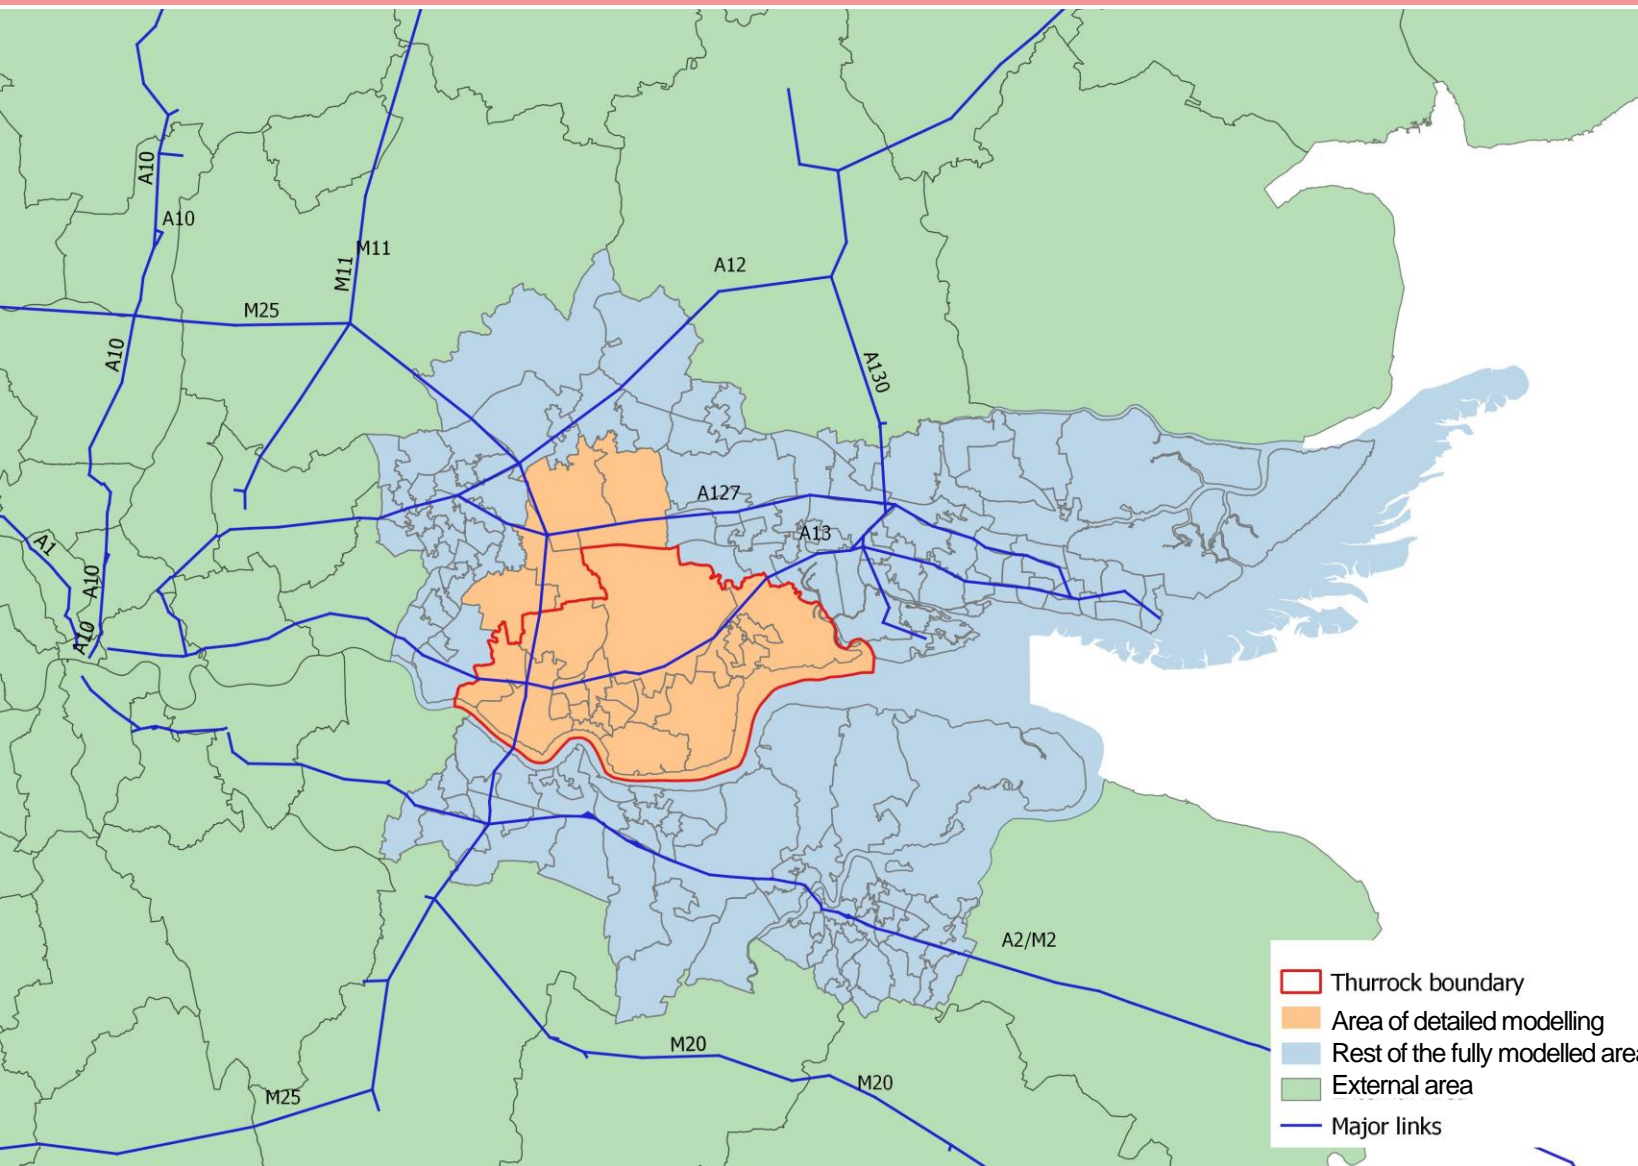 A10
A10
M11
M11
A12
M25
A10
A130
A127
A13
A1
A10
A10
A2/M2
M20
M20
M25
Thurrock boundary
Area of detailed modelling
Rest of the fully modelled area
External area
Major links